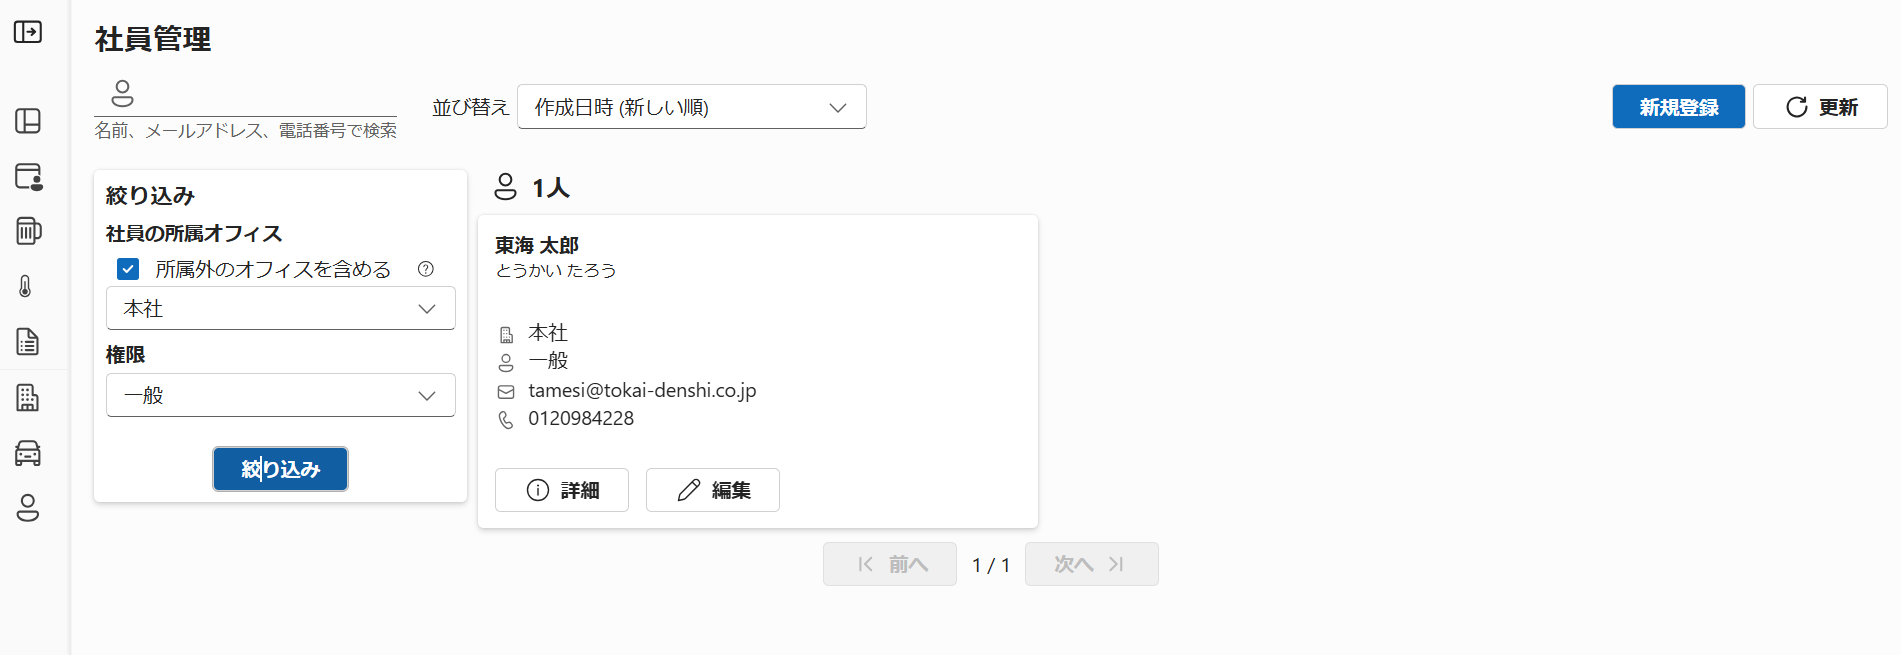 社員管理
名前、メールアドレス、電話番号で検索
並び替え
作成日時 (新しい順)
新規登録
更新
絞り込み
社員の所属オフィス
所属外のオフィスを含める
本社
権限
一般
絞り込み
1人
東海 太郎
とうかい たろう
本社
一般
tamesi@tokai-denshi.co.jp
0120984228
詳細
編集
前へ
1 / 1
次へ